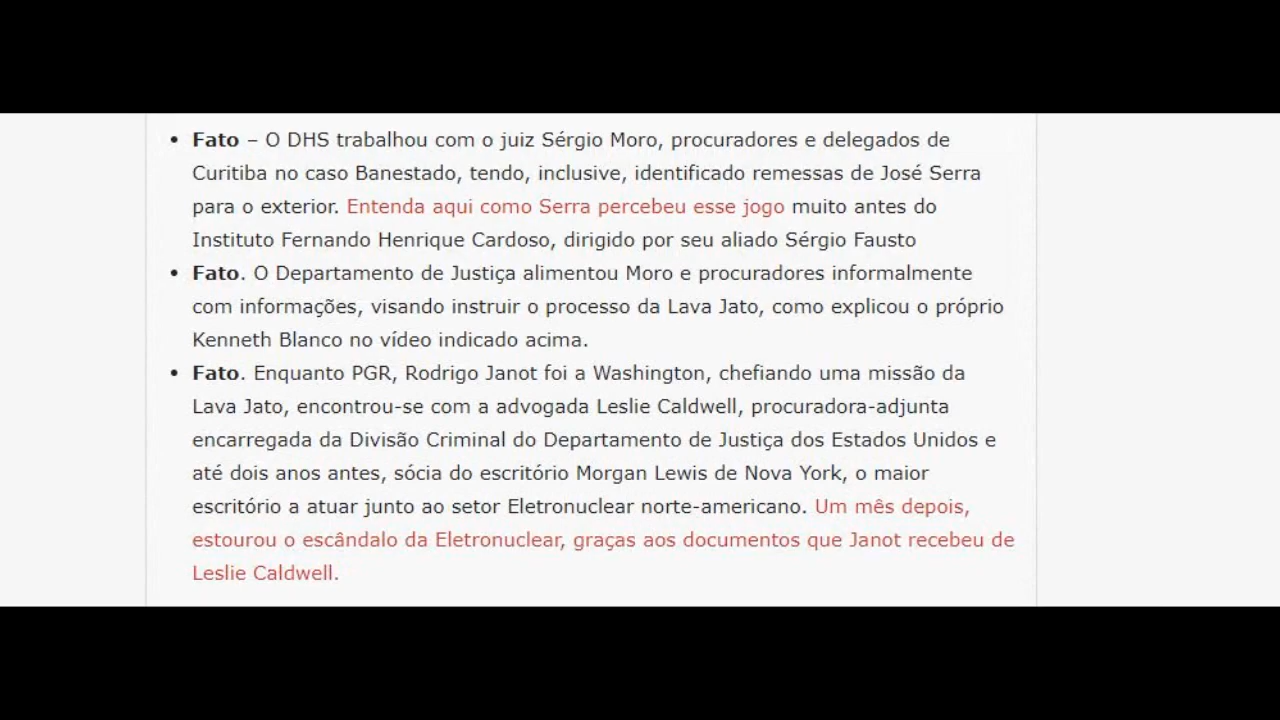 • Fato – O DHS trabalhou com o juiz Sérgio Moro, procuradores e delegados de
Curitiba no caso Banestado, tendo, inclusive, identificado remessas de José Serra
para o exterior. Entenda aqui como Serra percebeu esse jogo muito antes do
Instituto Fernando Henrique Cardoso, dirigido por seu aliado Sérgio Fausto
• Fato. O Departamento de Justiça alimentou Moro e procuradores informalmente
com informações, visando instruir o processo da Lava Jato, como explicou o próprio
Kenneth Blanco no vídeo indicado acima.
• Fato. Enquanto PGR, Rodrigo Janot foi a Washington, chefiando uma missão da
Lava Jato, encontrou-se com a advogada Leslie Caldwell, procuradora-adjunta
encarregada da Divisão Criminal do Departamento de Justiça dos Estados Unidos e
até dois anos antes, sócia do escritório Morgan Lewis de Nova York, o maior
escritório a atuar junto ao setor Eletronuclear norte-americano. Um mês depois,
estourou o escândalo da Eletronuclear, graças aos documentos que Janot recebeu de
Leslie Caldwell.